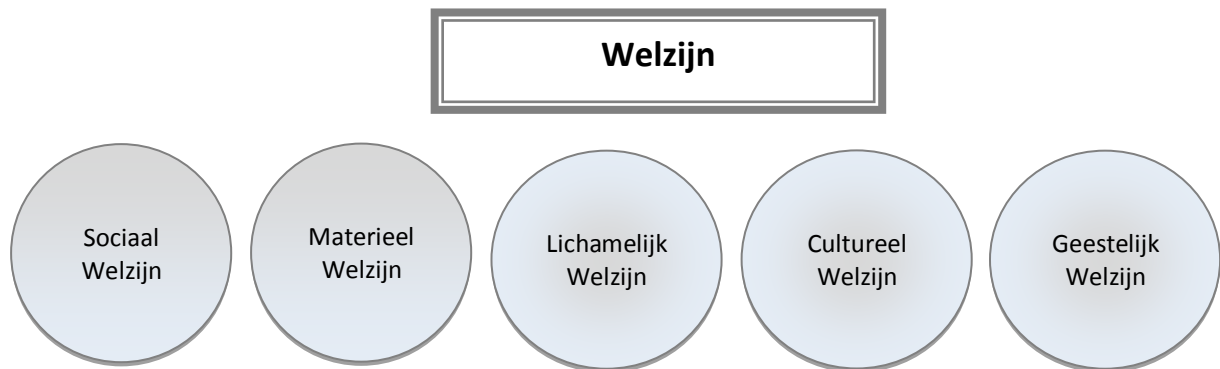 Welzijn
Sociaal
Welzijn
Materieel
Welzijn
Lichamelijk
Welzijn
Cultureel
Welzijn
Geestelijk
Welzijn